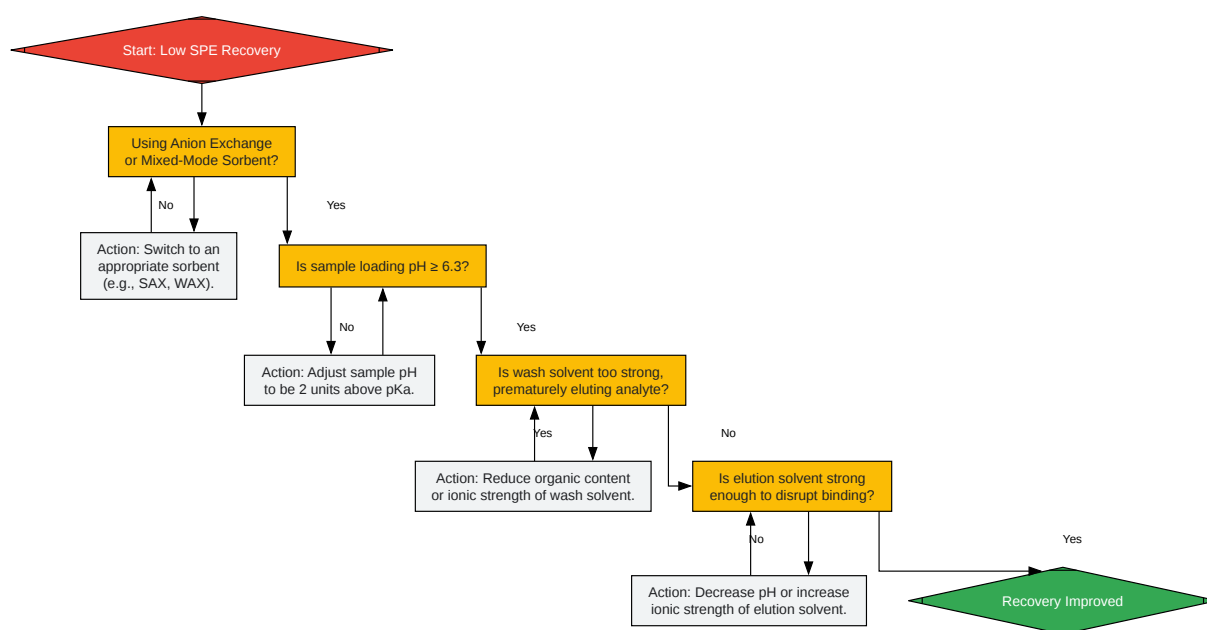 Start: Low SPE Recovery
Using Anion Exchange
or Mixed-Mode Sorbent?
No
Yes
Action: Switch to an
appropriate sorbent
(e.g., SAX, WAX).
Is sample loading pH ≥ 6.3?
No
Yes
Action: Adjust sample pH
to be 2 units above pKa.
Is wash solvent too strong,
prematurely eluting analyte?
Yes
No
Action: Reduce organic content
or ionic strength of wash solvent.
Is elution solvent strong
enough to disrupt binding?
No
Yes
Action: Decrease pH or increase
ionic strength of elution solvent.
Recovery Improved